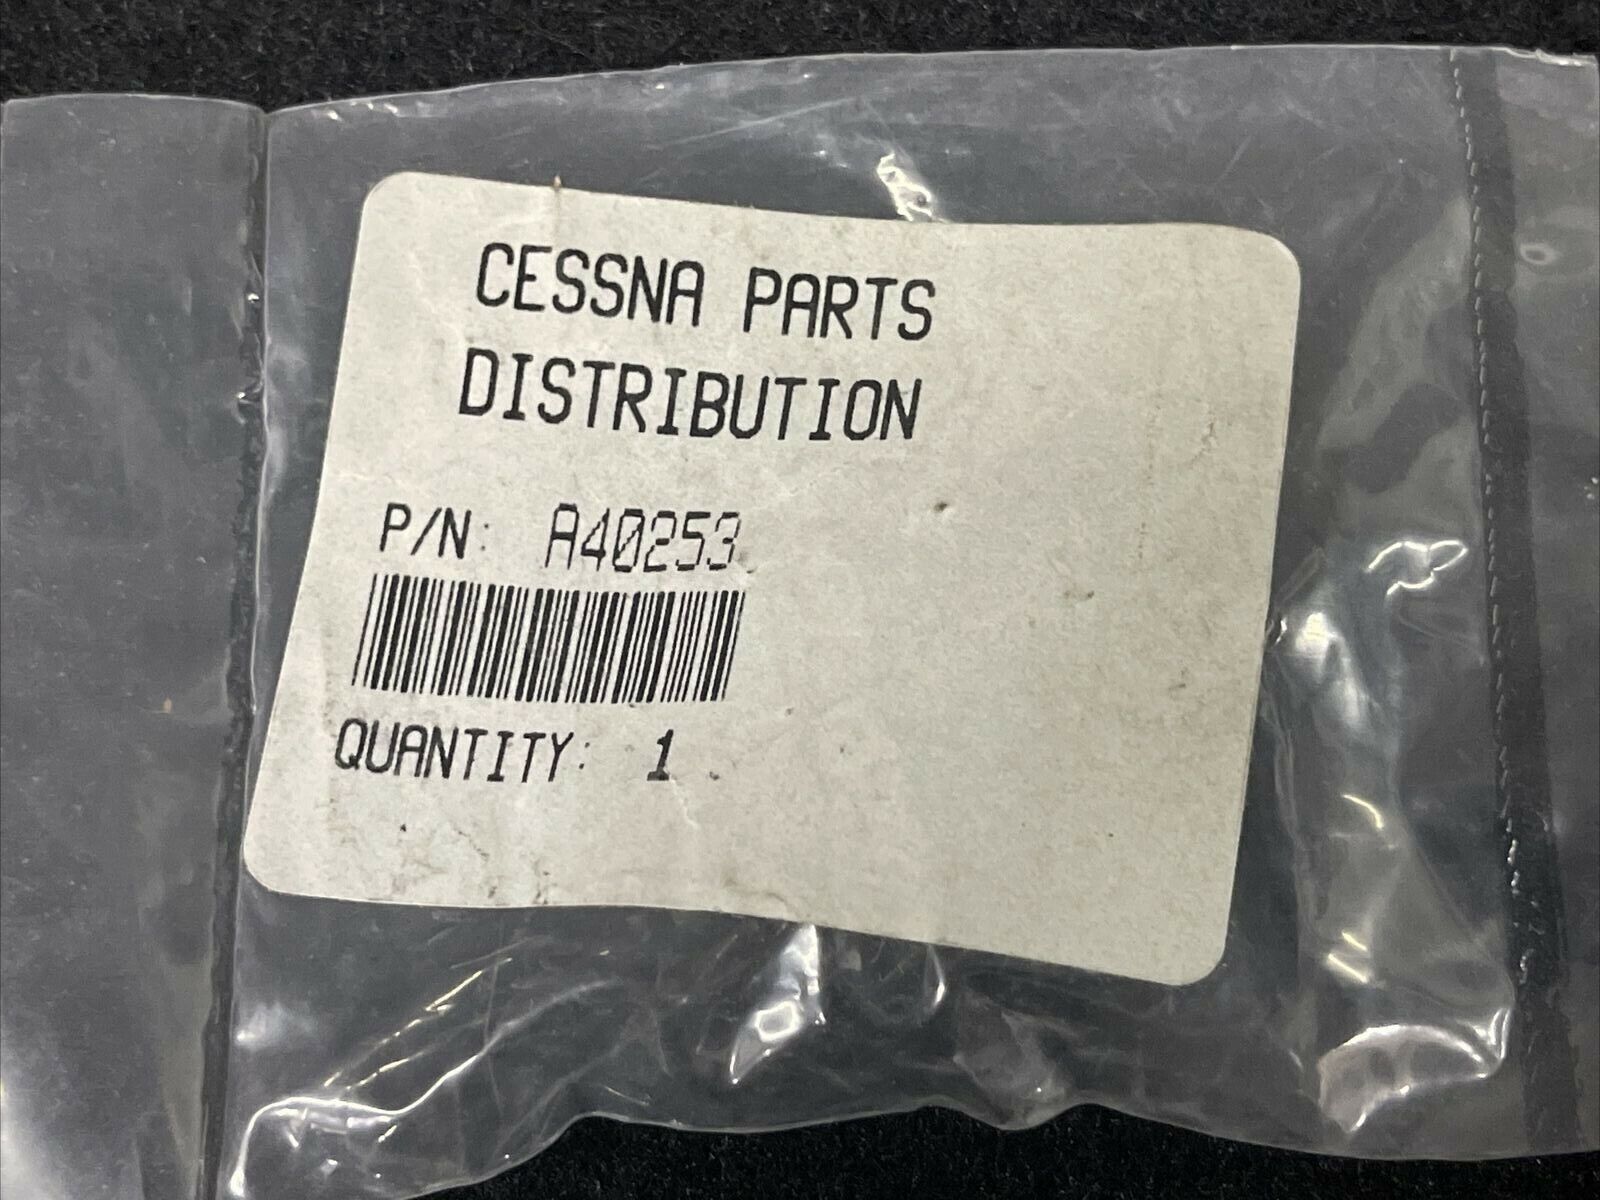 CESSNA PARTS
DISTRIBUTION
P/N: A40253
QUANTITY: 1